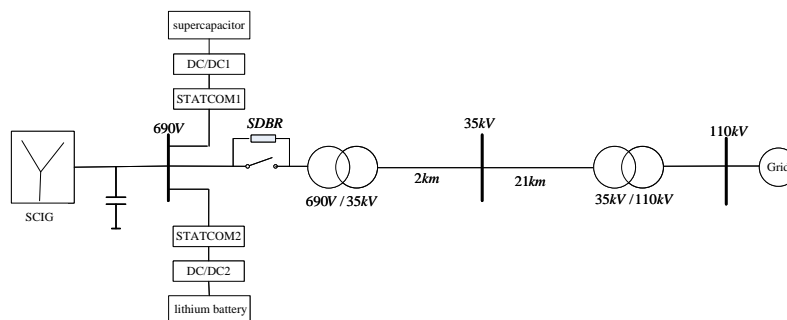 supercapacitor
DC/DC1
STATCOM1
690V
SDBR
35kV
110kV
Grid
2km
21km
690V / 35kV
35kV / 110kV
SCIG
STATCOM2
DC/DC2
lithium battery